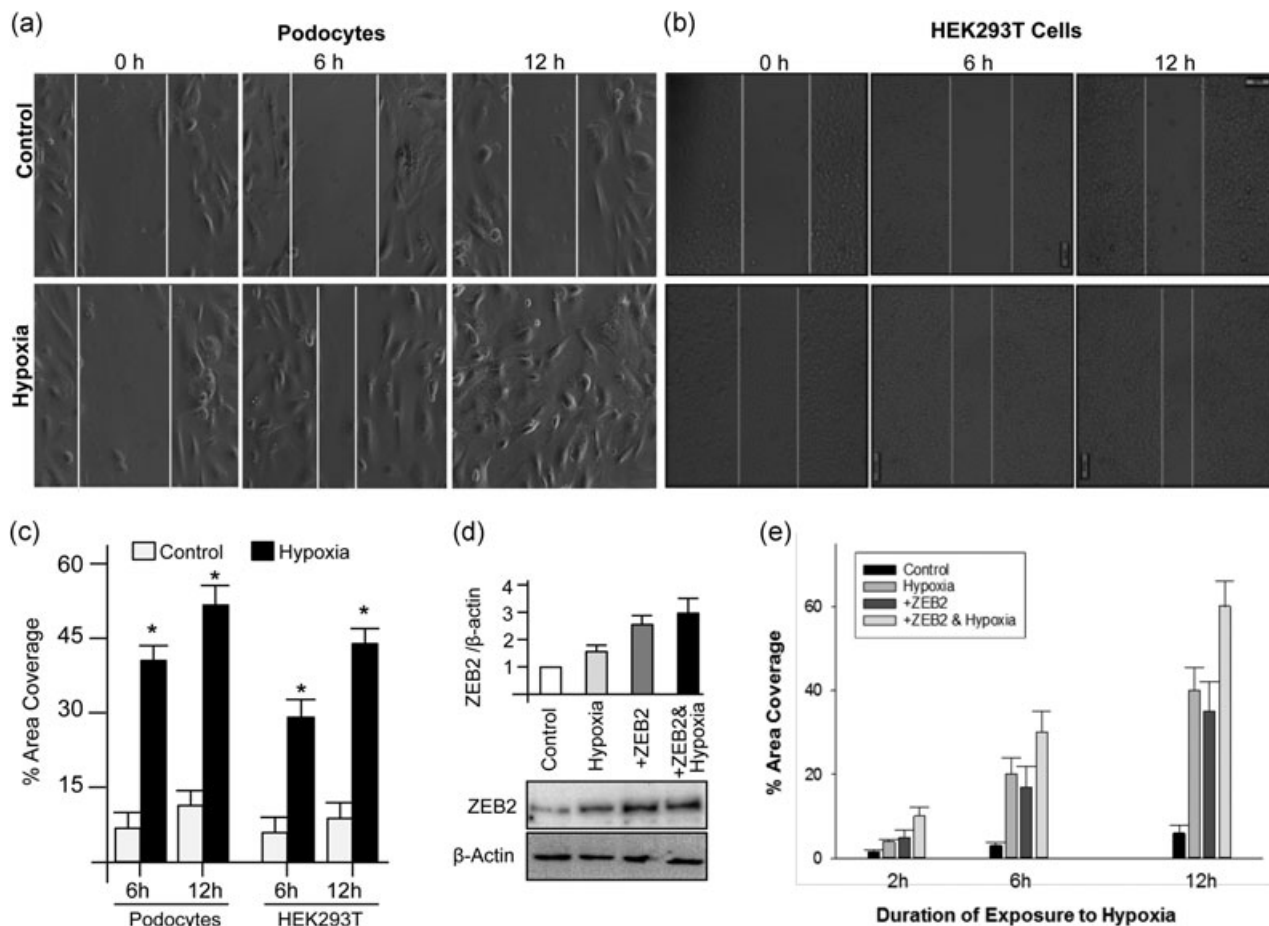 (a)
Podocytes
0 h 6 h 12 h
Control
Hypoxia
(b)
HEK293T Cells
0 h 6 h 12 h
(c)
Control Hypoxia
% Area Coverage
60
45
30
15
* * * *
6h 12h 6h 12h
Podocytes HEK293T
(d)
ZEB2 /β-actin
4
3
2
1
Control
Hypoxia
+ZEB2
+ZEB2&
Hypoxia
ZEB2
β-Actin
(e)
Control
Hypoxia
+ZEB2
+ZEB2 & Hypoxia
% Area Coverage
60
40
20
0
2h 6h 12h
Duration of Exposure to Hypoxia